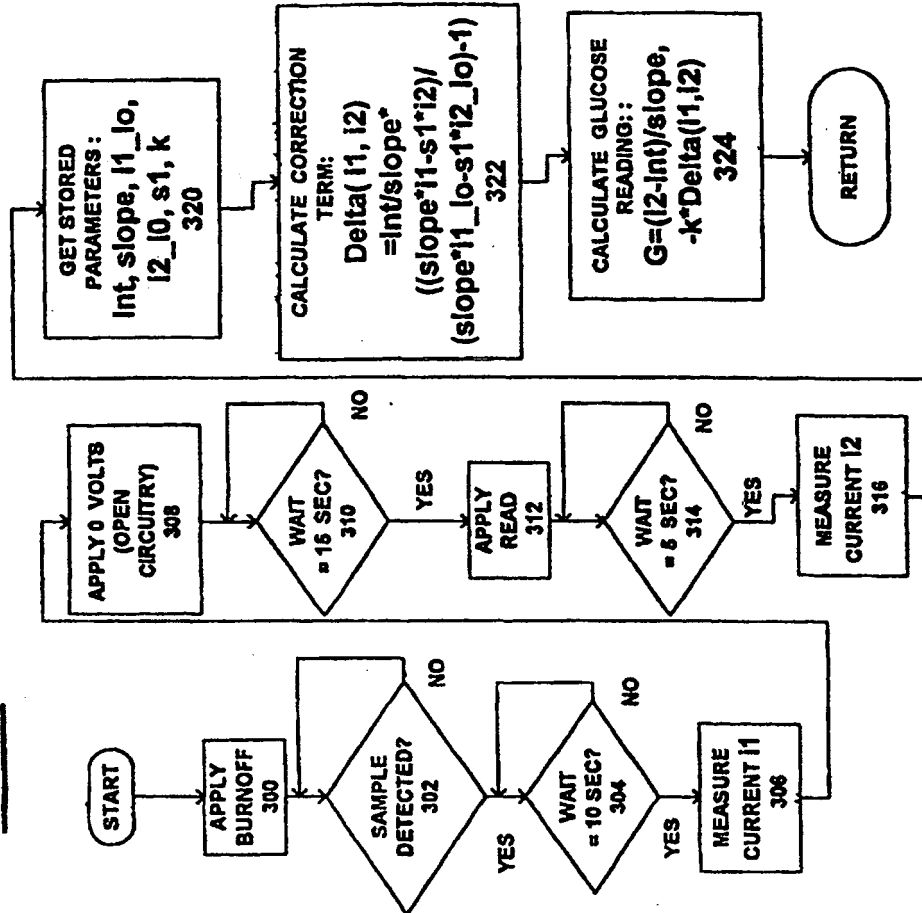 START
APPLY
BURNOFF
300
SAMPLE
DETECTED?
302
NO
YES
WAIT
= 10 SEC?
304
NO
YES
MEASURE
CURRENT I1
306
APPLY 0 VOLTS
(OPEN
CIRCUITRY)
308
WAIT
= 15 SEC?
310
NO
YES
APPLY
READ
312
WAIT
= 5 SEC?
314
NO
YES
MEASURE
CURRENT I2
316
GET STORED
PARAMETERS :
Int, slope, I1_lo,
I2_l0, s1, k
320
CALCULATE CORRECTION
TERM:
Delta( I1, I2)
=Int/slope*
((slope*I1-s1*I2)/
(slope*I1_lo-s1*I2_lo)-1)
322
CALCULATE GLUCOSE
READING::
G=(I2-Int)/slope,
-k*Delta(I1,I2)
324
RETURN